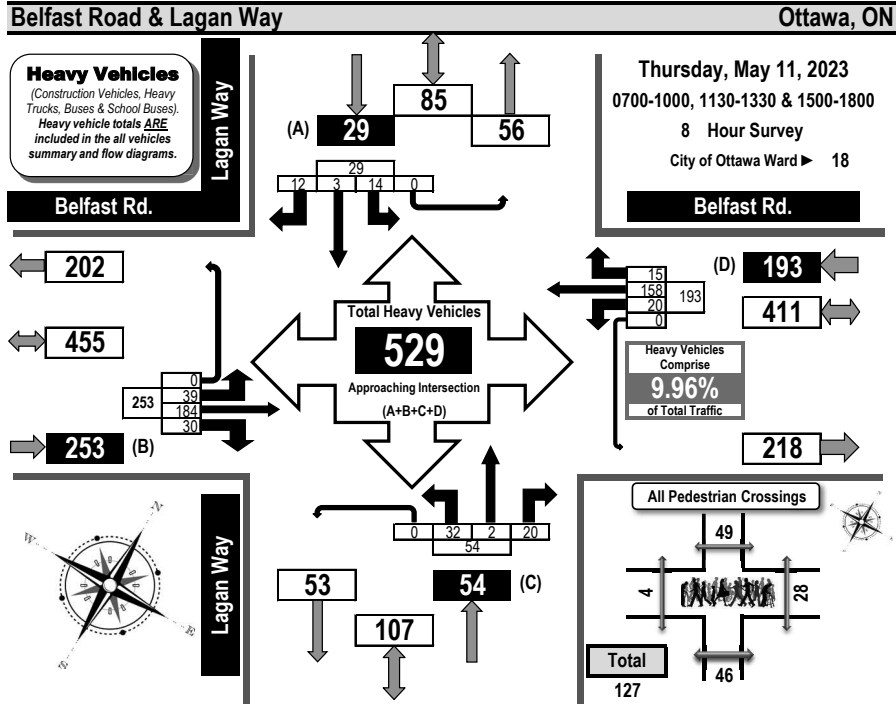 Belfast Road & Lagan Way
Ottawa, ON
Heavy Vehicles
(Construction Vehicles, Heavy
Trucks, Buses & School Buses).
Heavy vehicle totals ARE
included in the all vehicles
summary and flow diagrams.
Lagan Way
Belfast Rd.
85
(A) 29
56
29
12 3 14 0
Thursday, May 11, 2023
0700-1000, 1130-1330 & 1500-1800
8 Hour Survey
City of Ottawa Ward ► 18
Belfast Rd.
202
455
0
39
253
184
30
253 (B)
Total Heavy Vehicles
529
Approaching Intersection
(A+B+C+D)
15
158
193
20
0
(D) 193
411
Heavy Vehicles
Comprise
9.96%
of Total Traffic
218
N
W
E
S
Lagan Way
0 32 2 20
54
53
54 (C)
107
All Pedestrian Crossings
49
4
28
46
Total
127